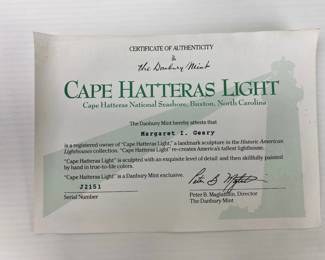 CERTIFICATE OF AUTHENTICITY
by
the Danbury Mint
CAPE HATTERAS LIGHT
Cape Hatteras National Seashore, Buxton, North Carolina
The Danbury Mint hereby attests that
Margaret I. Geary
is a registered owner of "Cape Hatteras Light," a landmark sculpture in the Historic American
Lighthouses collection. "Cape Hatteras Light" re-creates America's tallest lighthouse.
"Cape Hatteras Light" is sculpted with an exquisite level of detail and then skillfully painted
by hand in true-to-life colors.
"Cape Hatteras Light" is a Danbury Mint exclusive.
J2151
Serial Number
Peter B. Maglathlin, Director
The Danbury Mint